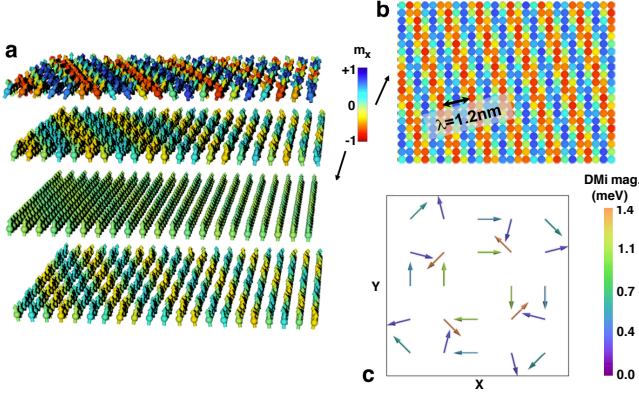 a
m_x
+1
0
-1
b
λ=1.2nm
DMi mag.
(meV)
1.4
1.1
0.7
0.4
0.0
Y
X
c